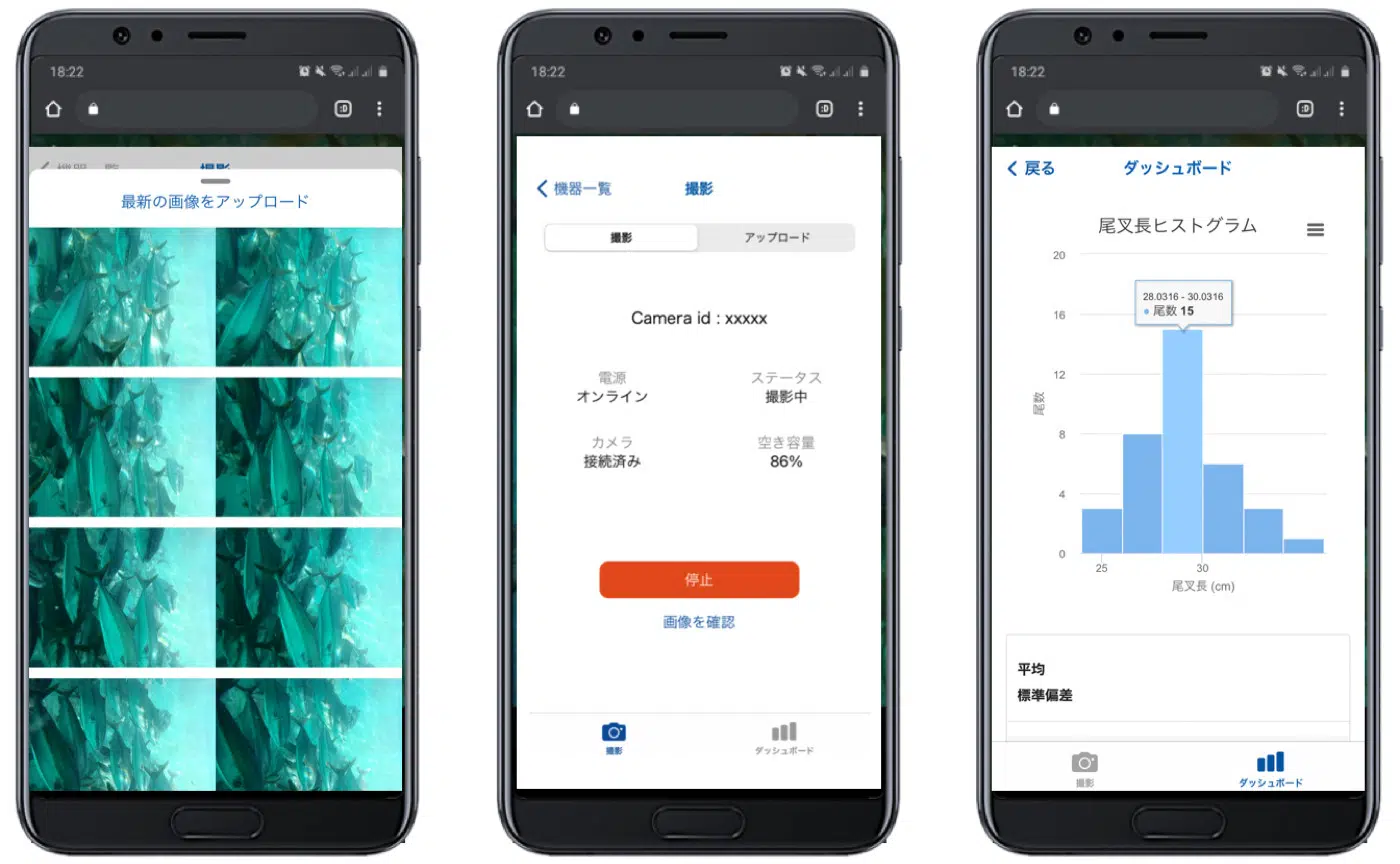 18:22
機器一覧
撮影
最新の画像をアップロード
18:22
機器一覧
撮影
撮影
アップロード
Camera id : xxxxx
電源
オンライン
ステータス
撮影中
カメラ
接続済み
空き容量
86%
停止
画像を確認
撮影
ダッシュボード
18:22
戻る
ダッシュボード
尾叉長ヒストグラム
20
16
12
8
4
0
尾数
28.0316 - 30.0316
● 尾数 15
25
30
尾叉長 (cm)
平均
標準偏差
撮影
ダッシュボード